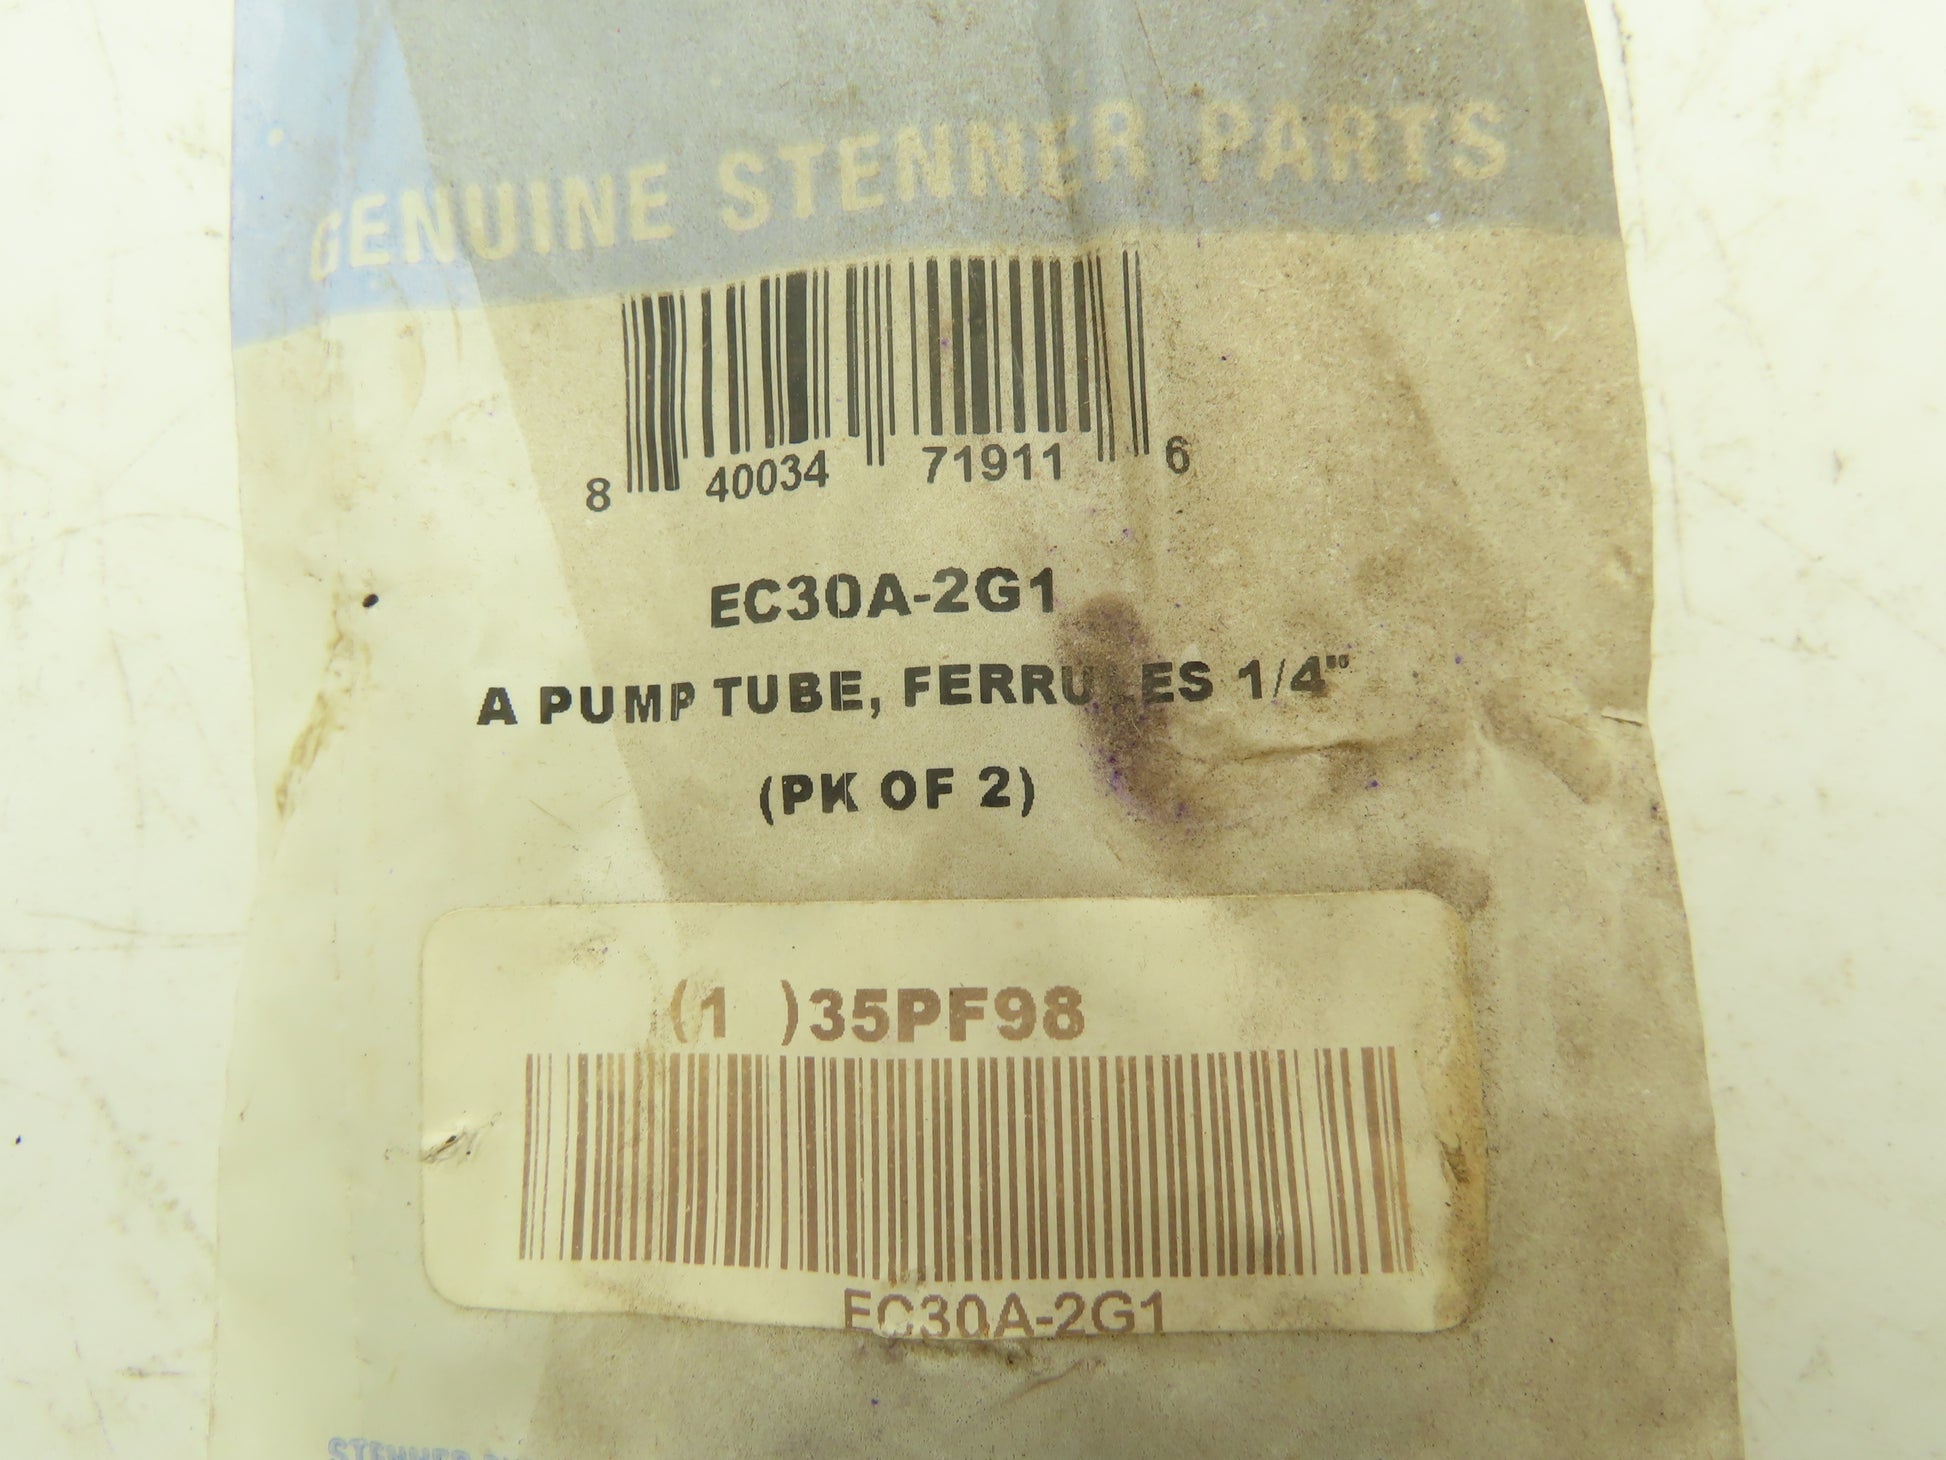 GENUINE STENNER PARTS
8 40034 71911 6
EC30A-2G1
A PUMP TUBE, FERRULES 1/4"
(PK OF 2)
(1 )35PF98
EC30A-2G1
STENNER